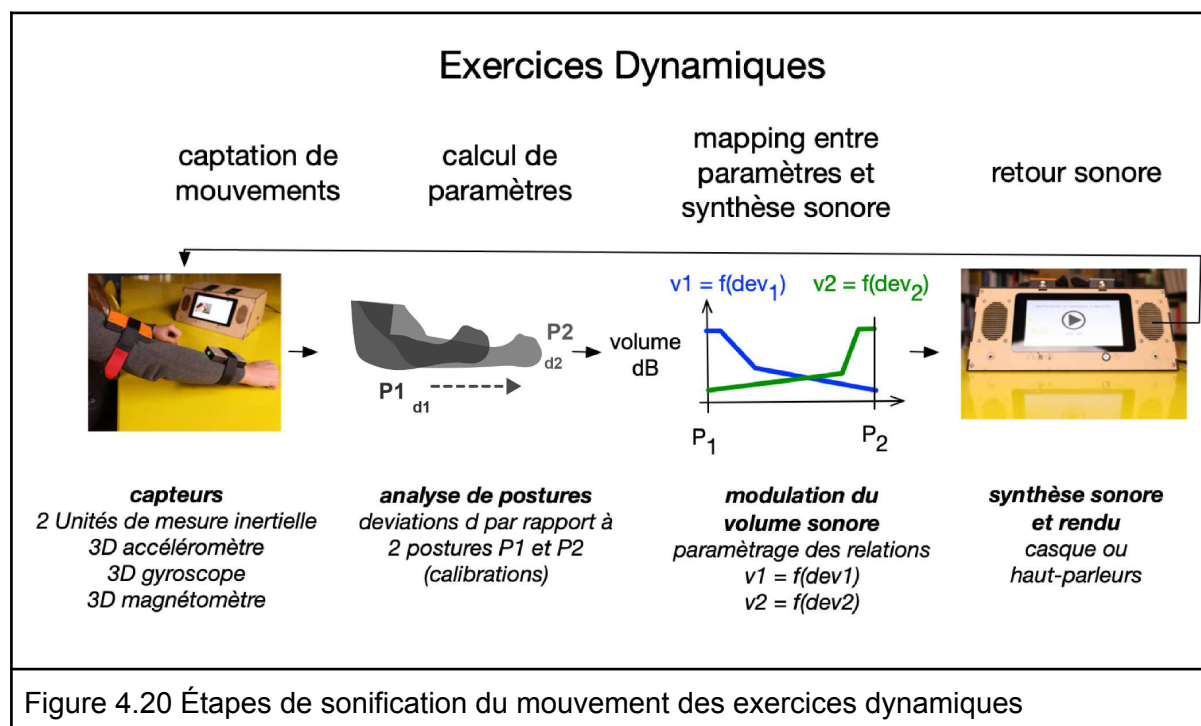 Exercices Dynamiques
captation de
mouvements
calcul de
paramètres
mapping entre
paramètres et
synthèse sonore
retour sonore
P1
d1
P2
d2
v1 = f(dev₁)
v2 = f(dev₂)
volume
dB
P₁
P₂
capteurs
2 Unités de mesure inertielle
3D accéléromètre
3D gyroscope
3D magnétomètre
analyse de postures
deviations d par rapport à
2 postures P1 et P2
(calibrations)
modulation du
volume sonore
paramètrage des relations
v1 = f(dev1)
v2 = f(dev2)
synthèse sonore
et rendu
casque ou
haut-parleurs
Figure 4.20 Étapes de sonification du mouvement des exercices dynamiques